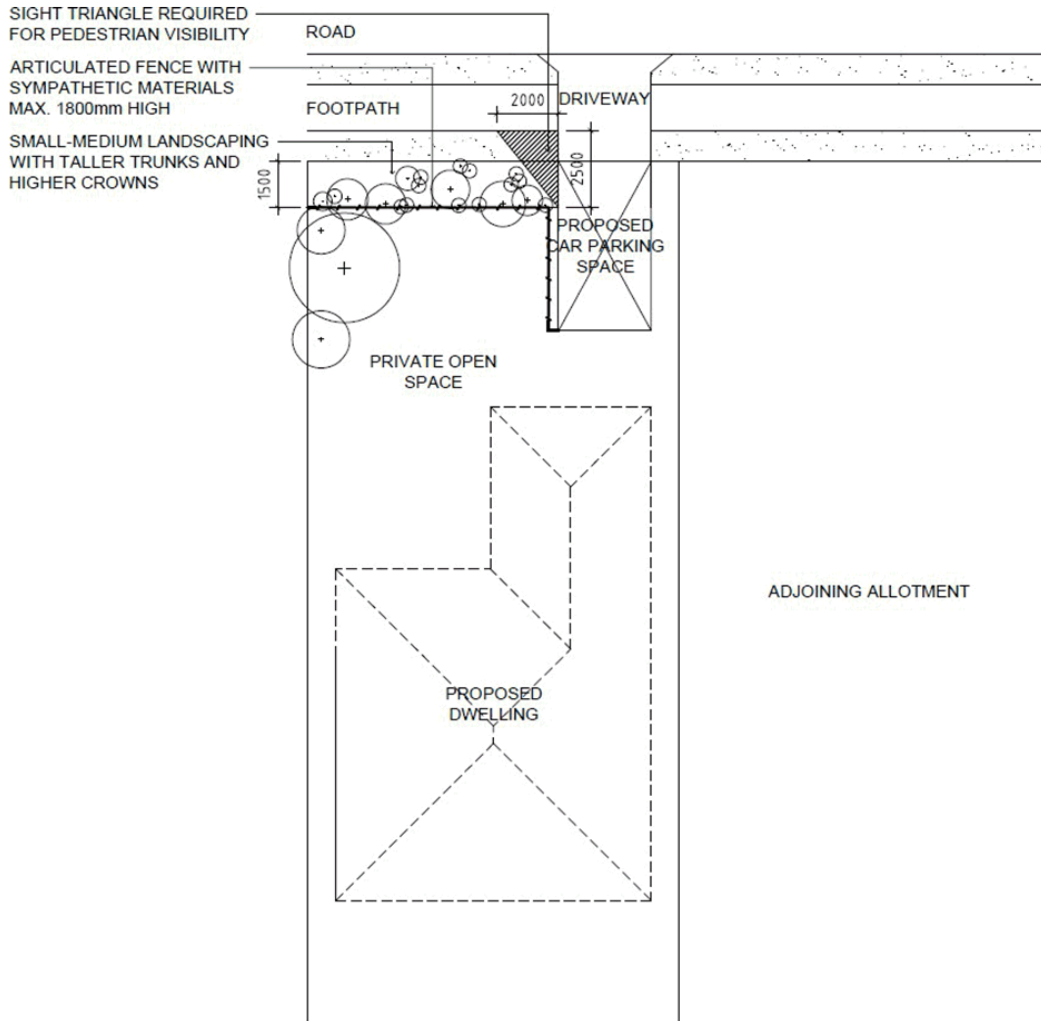 SIGHT TRIANGLE REQUIRED
FOR PEDESTRIAN VISIBILITY
ROAD
ARTICULATED FENCE WITH
SYMPATHETIC MATERIALS
MAX. 1800mm HIGH
2000
DRIVEWAY
FOOTPATH
SMALL-MEDIUM LANDSCAPING
WITH TALLER TRUNKS AND
HIGHER CROWNS
1500
2500
PROPOSED
CAR PARKING
SPACE
PRIVATE OPEN
SPACE
ADJOINING ALLOTMENT
PROPOSED
DWELLING